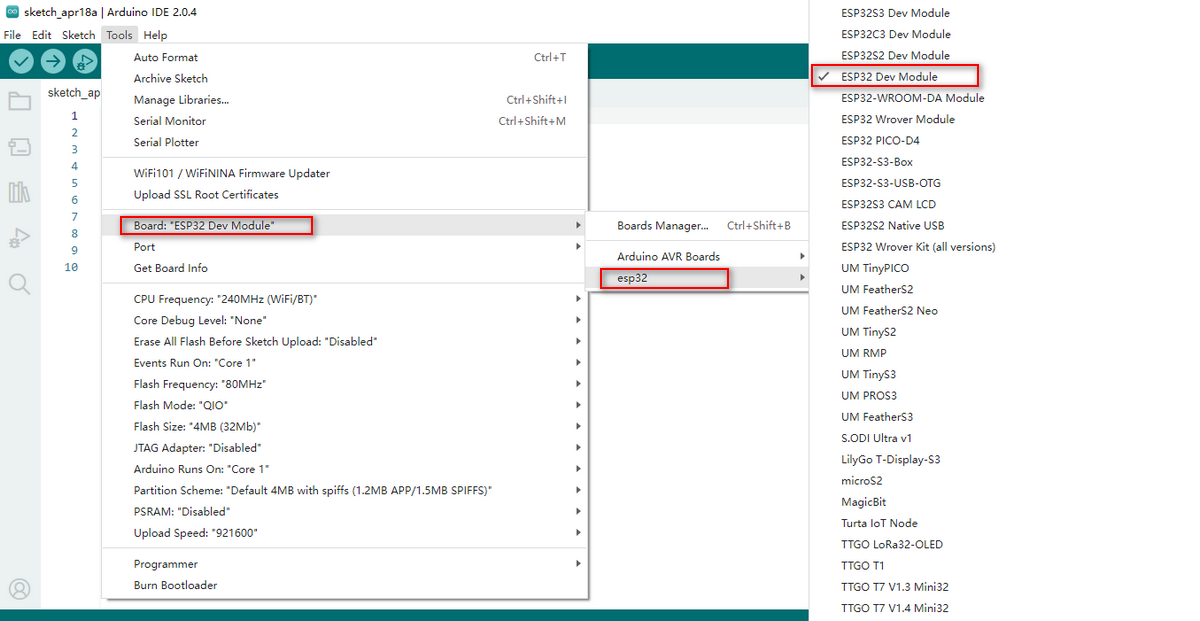 sketch_apr18a | Arduino IDE 2.0.4
File Edit Sketch Tools Help
sketch_ap
1
2
3
4
5
6
7
8
9
10
Auto Format Ctrl+T
Archive Sketch
Manage Libraries... Ctrl+Shift+I
Serial Monitor Ctrl+Shift+M
Serial Plotter
WiFi101 / WiFiNINA Firmware Updater
Upload SSL Root Certificates
Board: "ESP32 Dev Module"
Port
Get Board Info
CPU Frequency: "240MHz (WiFi/BT)"
Core Debug Level: "None"
Erase All Flash Before Sketch Upload: "Disabled"
Events Run On: "Core 1"
Flash Frequency: "80MHz"
Flash Mode: "QIO"
Flash Size: "4MB (32Mb)"
JTAG Adapter: "Disabled"
Arduino Runs On: "Core 1"
Partition Scheme: "Default 4MB with spiffs (1.2MB APP/1.5MB SPIFFS)"
PSRAM: "Disabled"
Upload Speed: "921600"
Programmer
Burn Bootloader
Boards Manager... Ctrl+Shift+B
Arduino AVR Boards
esp32
ESP32S3 Dev Module
ESP32C3 Dev Module
ESP32S2 Dev Module
ESP32 Dev Module
ESP32-WROOM-DA Module
ESP32 Wrover Module
ESP32 PICO-D4
ESP32-S3-Box
ESP32-S3-USB-OTG
ESP32S3 CAM LCD
ESP32S2 Native USB
ESP32 Wrover Kit (all versions)
UM TinyPICO
UM FeatherS2
UM FeatherS2 Neo
UM TinyS2
UM RMP
UM TinyS3
UM PROS3
UM FeatherS3
S.ODI Ultra v1
LilyGo T-Display-S3
microS2
MagicBit
Turta IoT Node
TTGO LoRa32-OLED
TTGO T1
TTGO T7 V1.3 Mini32
TTGO T7 V1.4 Mini32